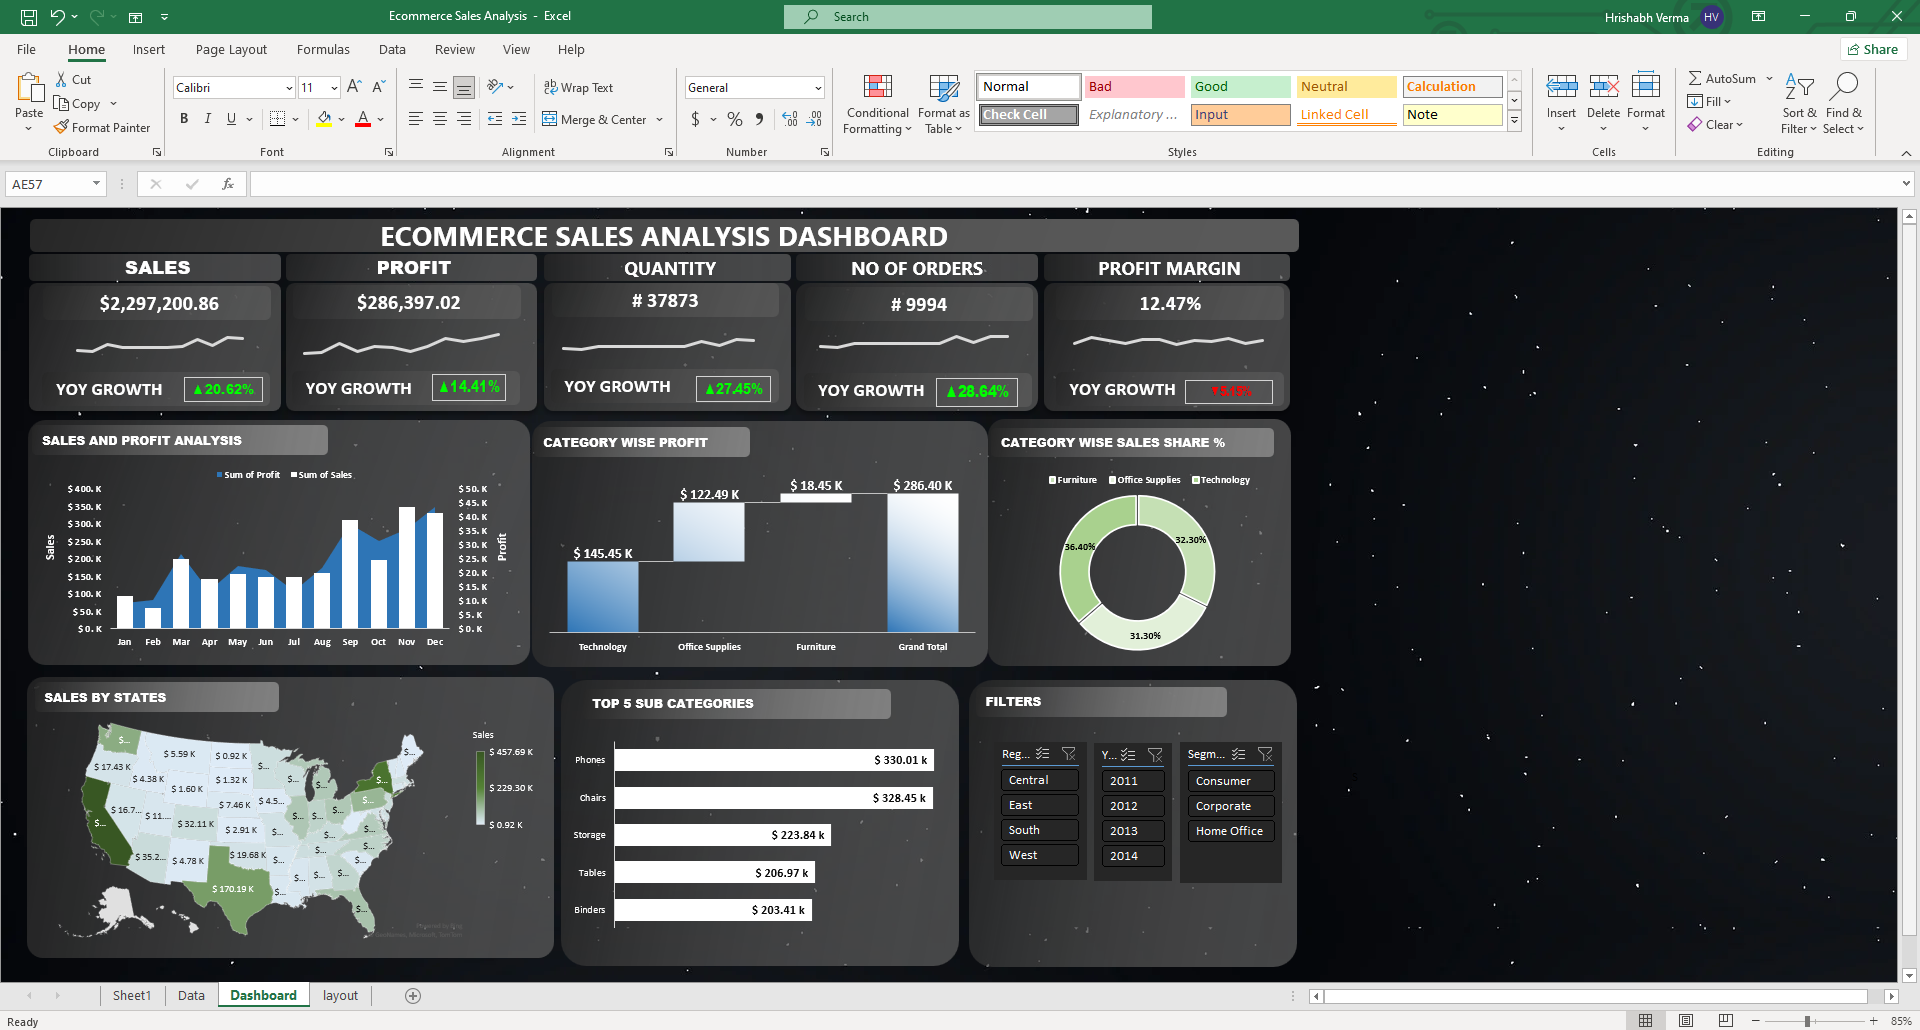 Ecommerce Sales Analysis - Excel
Search
Hrishabh Verma
HV
File Home Insert Page Layout Formulas Data Review View Help
Share
Paste
Cut
Copy
Format Painter
Clipboard
Calibri
11
B I U
Font
Wrap Text
Merge & Center
Alignment
General
$ %
Number
Conditional Formatting
Format as Table
Normal Bad Good Neutral Calculation
Check Cell Explanatory ... Input Linked Cell Note
Styles
Insert Delete Format
Cells
AutoSum
Fill
Clear
Sort & Filter
Find & Select
Editing
AE57
fx
ECOMMERCE SALES ANALYSIS DASHBOARD
SALES
$2,297,200.86
YOY GROWTH ▲20.62%
PROFIT
$286,397.02
YOY GROWTH ▲14.41%
QUANTITY
# 37873
YOY GROWTH ▲27.45%
NO OF ORDERS
# 9994
YOY GROWTH ▲28.64%
PROFIT MARGIN
12.47%
YOY GROWTH
SALES AND PROFIT ANALYSIS
Sum of Profit Sum of Sales
Sales
$ 400. K
$ 350. K
$ 300. K
$ 250. K
$ 200. K
$ 150. K
$ 100. K
$ 50. K
$ 0. K
$ 50. K
$ 45. K
$ 40. K
$ 35. K
$ 30. K
$ 25. K
$ 20. K
$ 15. K
$ 10. K
$ 5. K
$ 0. K
Profit
Jan Feb Mar Apr May Jun Jul Aug Sep Oct Nov Dec
CATEGORY WISE PROFIT
$ 145.45 K
$ 122.49 K
$ 18.45 K
$ 286.40 K
Technology Office Supplies Furniture Grand Total
CATEGORY WISE SALES SHARE %
Furniture Office Supplies Technology
36.40%
32.30%
31.30%
SALES BY STATES
$...
$ 5.59 K
$ 0.92 K
$...
$ 17.43 K
$ 4.38 K
$ 1.32 K
$...
$...
$...
$ 1.60 K
$ 7.46 K
$ 4.5...
$...
$ 16.7...
$ 11....
$ 32.11 K
$ 2.91 K
$...
$...
$...
$...
$...
$...
$...
$...
$ 35.2...
$ 4.78 K
$ 19.68 K
$...
$...
$...
$...
$...
$ 170.19 K
$...
$...
$...
Sales
$ 457.69 K
$ 229.30 K
$ 0.92 K
TOP 5 SUB CATEGORIES
Phones $ 330.01 k
Chairs $ 328.45 k
Storage $ 223.84 k
Tables $ 206.97 k
Binders $ 203.41 k
FILTERS
Reg...
Central
East
South
West
Y...
2011
2012
2013
2014
Segm...
Consumer
Corporate
Home Office
Sheet1 Data Dashboard layout
Ready
85%